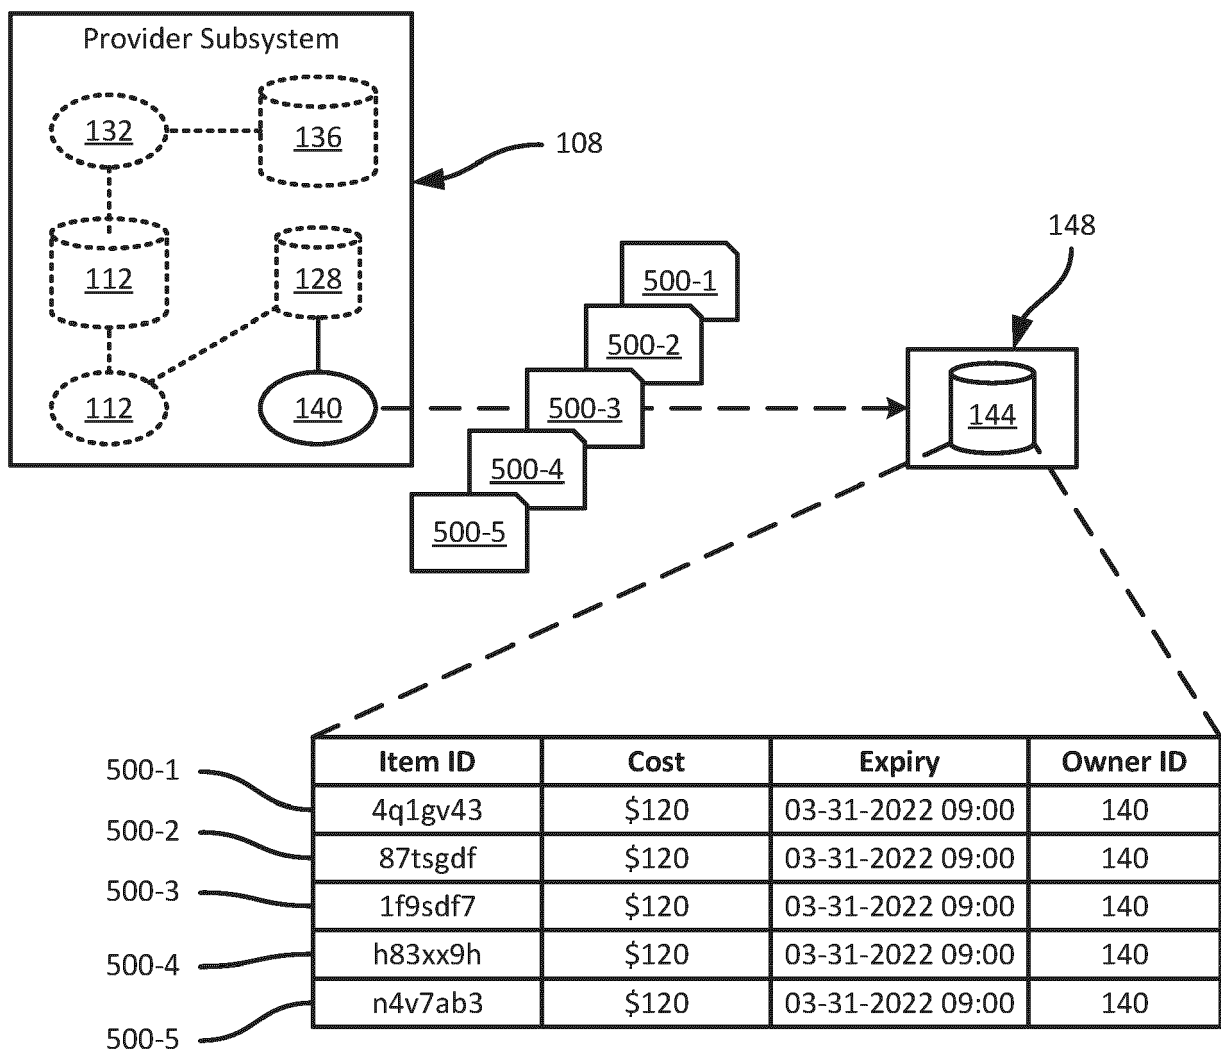 Provider Subsystem
132
136
108
112
128
148
500-1
500-2
112
140
500-3
144
500-4
500-5
Item ID Cost Expiry Owner ID
500-1
4q1gv43 $120 03-31-2022 09:00 140
500-2
87tsgdf $120 03-31-2022 09:00 140
500-3
1f9sdf7 $120 03-31-2022 09:00 140
500-4
h83xx9h $120 03-31-2022 09:00 140
n4v7ab3 $120 03-31-2022 09:00 140
500-5